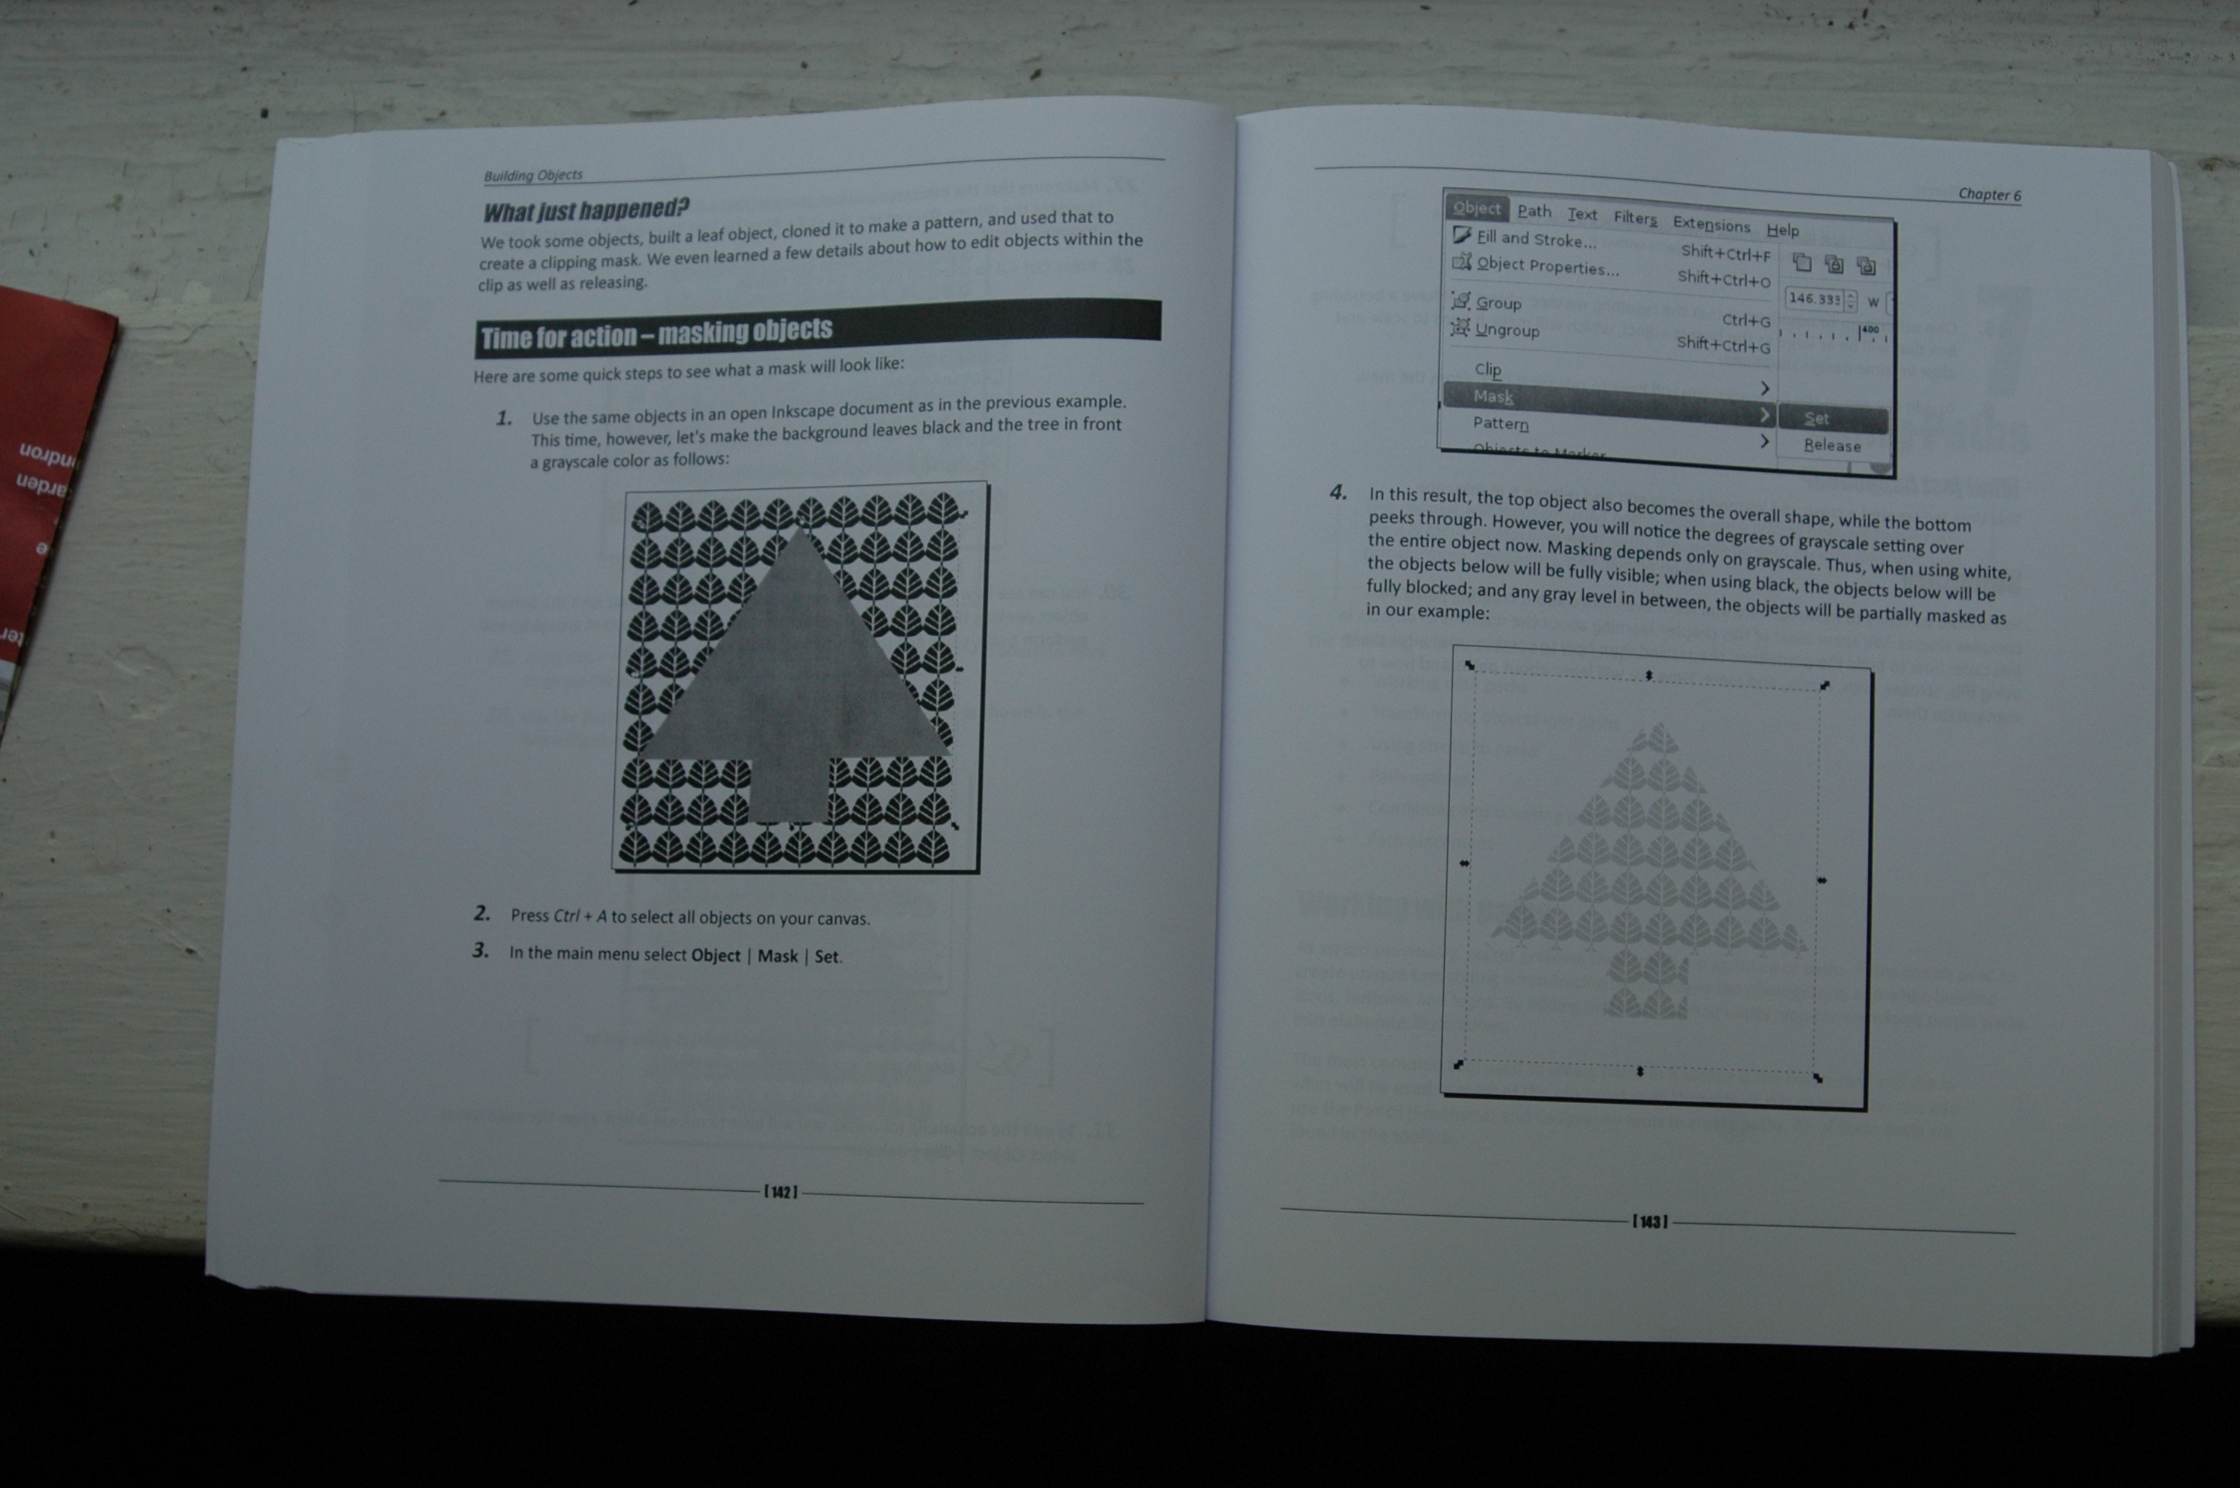 Building Objects
What just happened?
We took some objects, built a leaf object, cloned it to make a pattern, and used that to
create a clipping mask. We even learned a few details about how to edit objects within the
clip as well as releasing.
Time for action – masking objects
Here are some quick steps to see what a mask will look like:
1. Use the same objects in an open Inkscape document as in the previous example.
This time, however, let's make the background leaves black and the tree in front
a grayscale color as follows:
2. Press Ctrl + A to select all objects on your canvas.
3. In the main menu select Object | Mask | Set.
[ 142 ]
Chapter 6
Object Path Text Filters Extensions Help
Fill and Stroke... Shift+Ctrl+F
Object Properties... Shift+Ctrl+O
146.333 W
Group Ctrl+G
Ungroup Shift+Ctrl+G
400
Clip
Mask
Set
Pattern
Release
Objects to Marker
4. In this result, the top object also becomes the overall shape, while the bottom
peeks through. However, you will notice the degrees of grayscale setting over
the entire object now. Masking depends only on grayscale. Thus, when using white,
the objects below will be fully visible; when using black, the objects below will be
fully blocked; and any gray level in between, the objects will be partially masked as
in our example:
[ 143 ]
arden
e